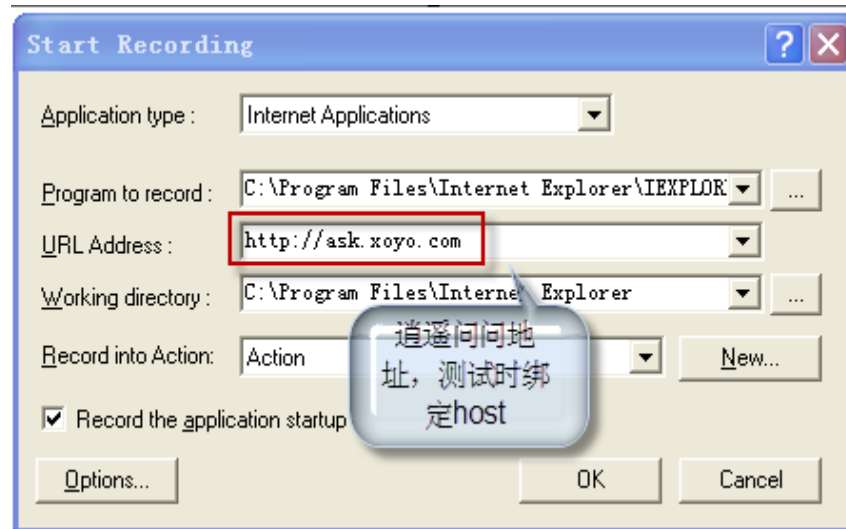 Start Recording
Application type :
Internet Applications
Program to record :
C:\Program Files\Internet Explorer\IEXPLOR
...
URL Address :
http://ask.xoyo.com
Working directory :
C:\Program Files\Interne Explorer
...
逍遥问问地
址，测试时绑
定host
Record into Action:
Action
New...
Record the application startup
Options...
OK
Cancel